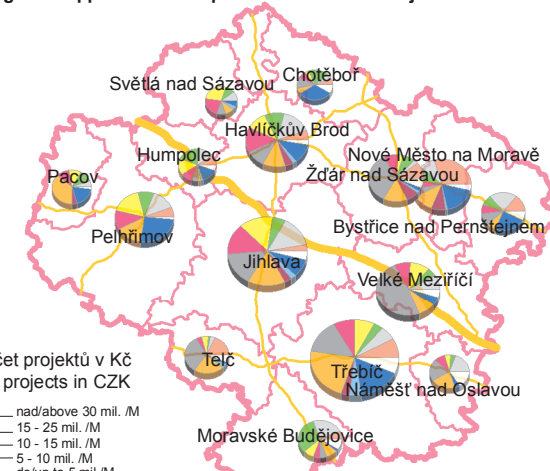 Chotěboř
Světlá nad Sázavou
Havlíčkův Brod
Humpolec
Nové Město na Moravě
Žďár nad Sázavou
Pacov
Pelhřimov
Bystřice nad Pernštejnem
Jihlava
Velké Meziříčí
čet projektů v Kč
projects in CZK
Telč
Třebíč
Náměšť nad Oslavou
nad/above 30 mil. /M
15 - 25 mil. /M
10 - 15 mil. /M
5 - 10 mil. /M
Moravské Budějovice